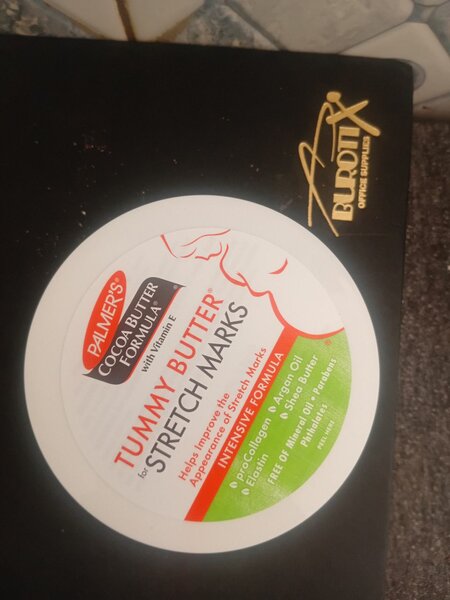 BUROTIX
OFFICE SUPPLIES
PALMER'S®
COCOA BUTTER
FORMULA®
with Vitamin E
TUMMY BUTTER®
for STRETCH MARKS
Helps Improve the
Appearance of Stretch Marks
INTENSIVE FORMULA
proCollagen Argan Oil
Elastin Shea Butter
FREE OF Mineral Oil • Parabens
Phthalates